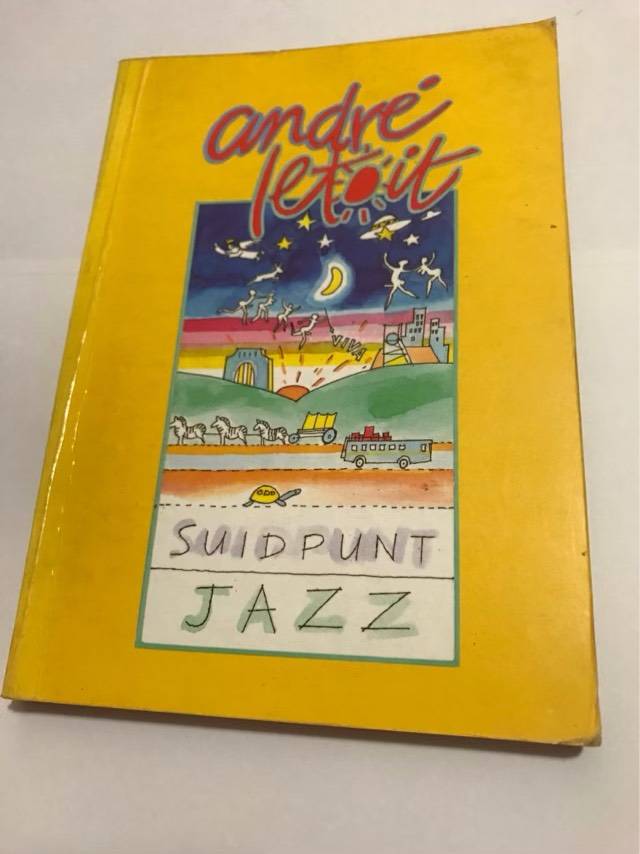 andré
letoit
VIVA
SUIDPUNT
JAZZ